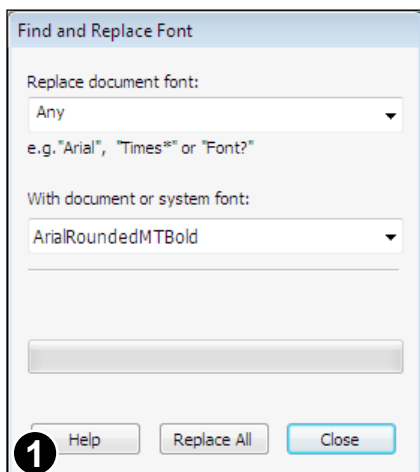 Find and Replace Font
Replace document font:
Any
e.g."Arial", "Times*" or "Font?"
With document or system font:
ArialRoundedMTBold
1 Help Replace All Close